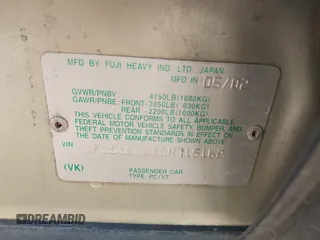 MFD BY FUJI HEAVY IND. LTD. JAPAN
MFD IN 05/02
GVWR/PNBV 4150LB(1880KG)
GAWR/PNBE: FRONT-2050LB( 930KG)
REAR -2200LB(1000KG)
THIS VEHICLE CONFORMS TO ALL APPLICABLE
FEDERAL MOTOR VEHICLE SAFETY, BUMPER, AND
THEFT PREVENTION STANDARDS IN EFFECT ON
THE DATE OF MANUFACTURE SHOWN ABOVE.
VIN
(VK)
PASSENGER CAR
TYPE: PC/VT
DREAMBID